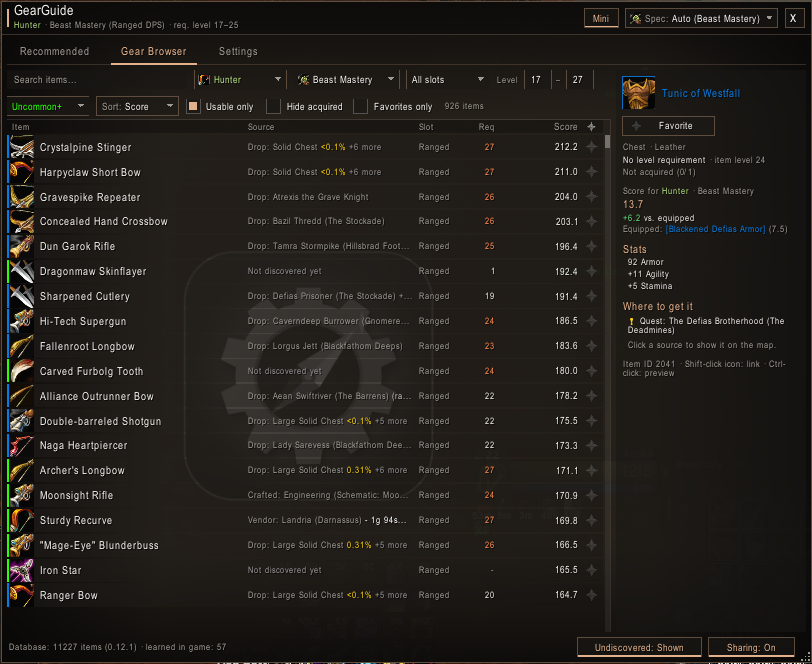 GearGuide
Hunter · Beast Mastery (Ranged DPS) · req. level 17–25
Mini
Spec: Auto (Beast Mastery)
X
Recommended
Gear Browser
Settings
Search items...
Hunter
Beast Mastery
All slots
Level 17 – 27
Uncommon+
Sort: Score
Usable only
Hide acquired
Favorites only
926 items
Item Source Slot Req Score
Crystalpine Stinger Drop: Solid Chest <0.1% +6 more Ranged 27 212.2
Harpyclaw Short Bow Drop: Solid Chest <0.1% +6 more Ranged 27 211.0
Gravespike Repeater Drop: Atrexis the Grave Knight Ranged 26 204.0
Concealed Hand Crossbow Drop: Bazil Thredd (The Stockade) Ranged 26 203.1
Dun Garok Rifle Drop: Tamra Stormpike (Hillsbrad Foot... Ranged 25 196.4
Dragonmaw Skinflayer Not discovered yet Ranged 1 192.4
Sharpened Cutlery Drop: Defias Prisoner (The Stockade) +... Ranged 19 191.4
Hi-Tech Supergun Drop: Caverndeep Burrower (Gnomere... Ranged 24 186.5
Fallenroot Longbow Drop: Lorgus Jett (Blackfathom Deeps) Ranged 23 183.6
Carved Furbolg Tooth Not discovered yet Ranged 24 180.0
Alliance Outrunner Bow Drop: Aean Swiftriver (The Barrens) (ra... Ranged 22 178.2
Double-barreled Shotgun Drop: Large Solid Chest <0.1% +5 more Ranged 22 175.5
Naga Heartpiercer Drop: Lady Sarevess (Blackfathom Dee... Ranged 22 173.3
Archer's Longbow Drop: Large Solid Chest 0.31% +6 more Ranged 27 171.1
Moonsight Rifle Crafted: Engineering (Schematic: Moo... Ranged 24 170.9
Sturdy Recurve Vendor: Landria (Darnassus) - 1g 94s... Ranged 27 169.8
"Mage-Eye" Blunderbuss Drop: Large Solid Chest 0.31% +5 more Ranged 26 166.5
Iron Star Not discovered yet Ranged - 165.5
Ranger Bow Drop: Large Solid Chest <0.1% +5 more Ranged 20 164.7
Tunic of Westfall
Favorite
Chest · Leather
No level requirement · item level 24
Not acquired (0/1)
Score for Hunter · Beast Mastery
13.7
+6.2 vs. equipped
Equipped: [Blackened Defias Armor] (7.5)
Stats
92 Armor
+11 Agility
+5 Stamina
Where to get it
Quest: The Defias Brotherhood (The
Deadmines)
Click a source to show it on the map.
Item ID 2041 · Shift-click icon: link · Ctrl-
click: preview
Database: 11227 items (0.12.1) · learned in game: 57
Undiscovered: Shown
Sharing: On